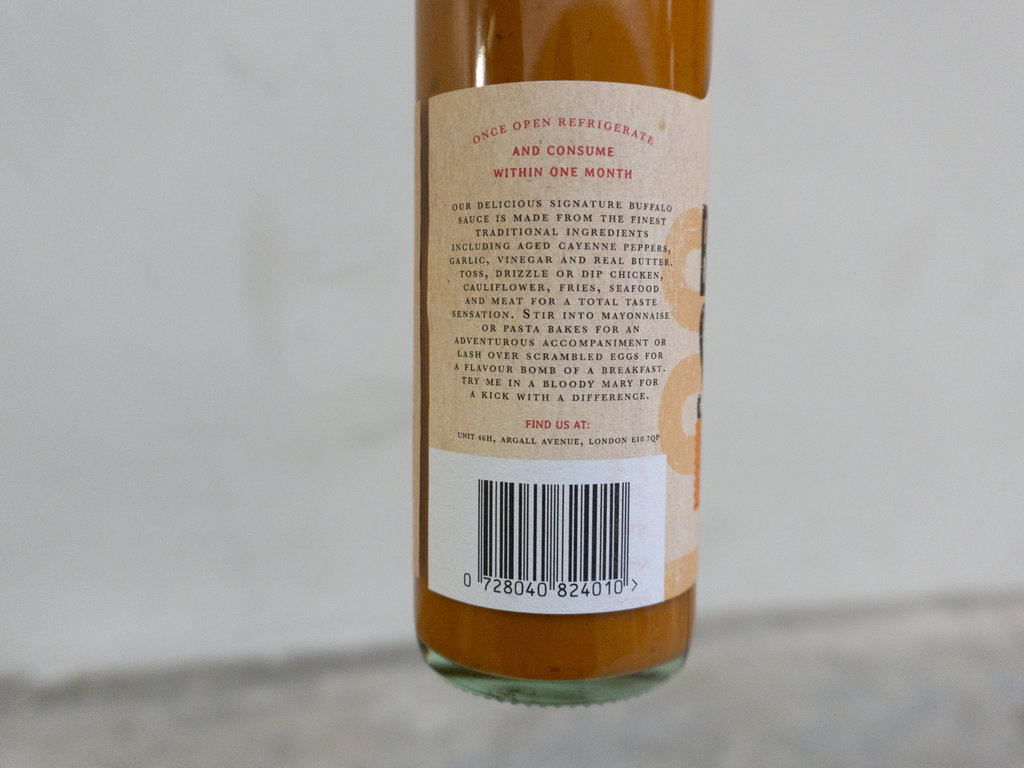 ONCE OPEN REFRIGERATE
AND CONSUME
WITHIN ONE MONTH
OUR DELICIOUS SIGNATURE BUFFALO
SAUCE IS MADE FROM THE FINEST
TRADITIONAL INGREDIENTS
INCLUDING AGED CAYENNE PEPPERS,
GARLIC, VINEGAR AND REAL BUTTER.
TOSS, DRIZZLE OR DIP CHICKEN,
CAULIFLOWER, FRIES, SEAFOOD
AND MEAT FOR A TOTAL TASTE
SENSATION. STIR INTO MAYONNAISE
OR PASTA BAKES FOR AN
ADVENTUROUS ACCOMPANIMENT OR
LASH OVER SCRAMBLED EGGS FOR
A FLAVOUR BOMB OF A BREAKFAST.
TRY ME IN A BLOODY MARY FOR
A KICK WITH A DIFFERENCE.
FIND US AT:
UNIT 46H, ARGALL AVENUE, LONDON E10 7QP
0 728040 824010 >